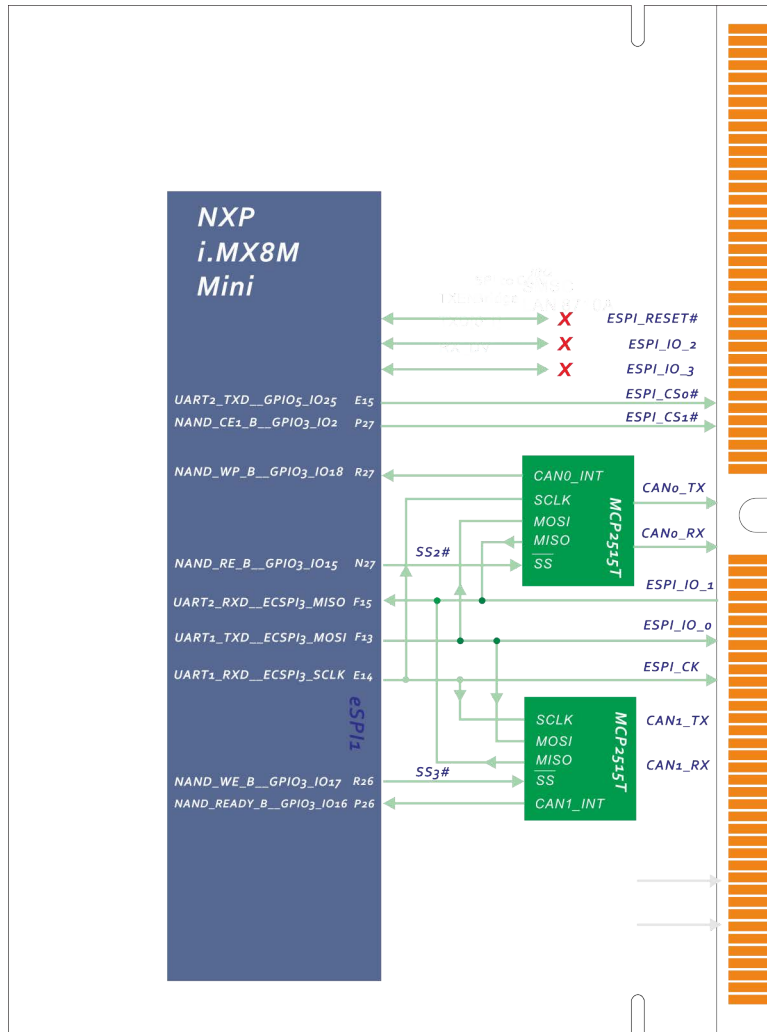 NXP
i.MX8M
Mini
ESPI_RESET#
ESPI_IO_2
ESPI_IO_3
UART2_TXD__GPIO5_IO25 E15 ESPI_CS0#
NAND_CE1_B__GPIO3_IO2 P27 ESPI_CS1#
NAND_WP_B__GPIO3_IO18 R27 CAN0_INT
SCLK CAN0_TX
MOSI
MISO CAN0_RX
NAND_RE_B__GPIO3_IO15 N27 SS2# SS
MCP2515T
UART2_RXD__ECSPI3_MISO F15 ESPI_IO_1
UART1_TXD__ECSPI3_MOSI F13 ESPI_IO_0
UART1_RXD__ECSPI3_SCLK E14 ESPI_CK
eSPI1
SCLK CAN1_TX
MOSI
MISO CAN1_RX
NAND_WE_B__GPIO3_IO17 R26 SS3# SS
NAND_READY_B__GPIO3_IO16 P26 CAN1_INT
MCP2515T